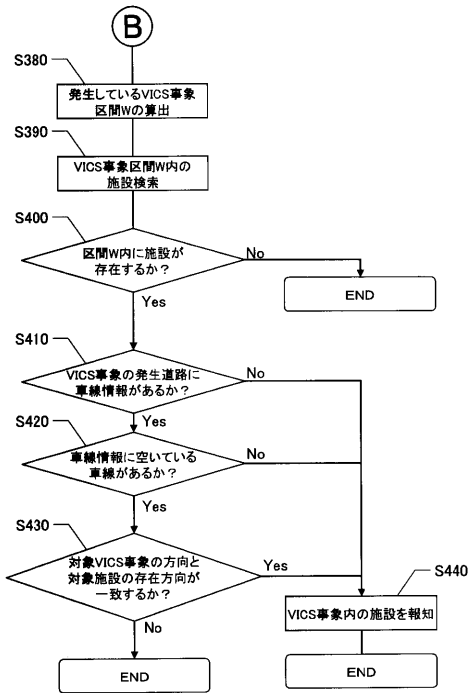 B
S380
発生しているVICS事象
区間Wの算出
S390
VICS事象区間W内の
施設検索
S400
区間W内に施設が
存在するか？
No
END
Yes
S410
VICS事象の発生道路に
車線情報があるか？
No
Yes
S420
車線情報に空いている
車線があるか？
No
Yes
S430
対象VICS事象の方向と
対象施設の存在方向が
一致するか？
Yes
S440
VICS事象内の施設を報知
No
END
END